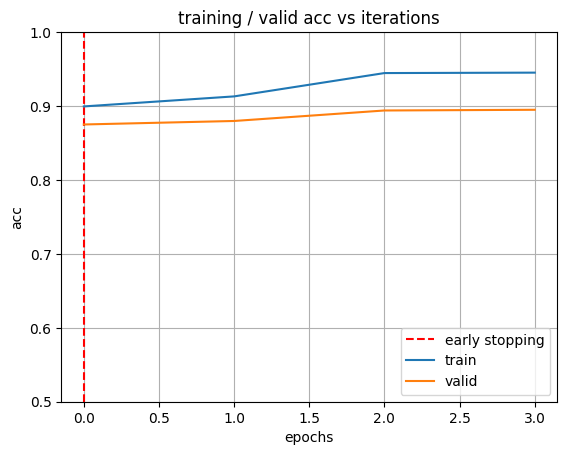 training / valid acc vs iterations
1.0
0.9
0.8
0.7
0.6
0.5
acc
early stopping
train
valid
0.0 0.5 1.0 1.5 2.0 2.5 3.0
epochs